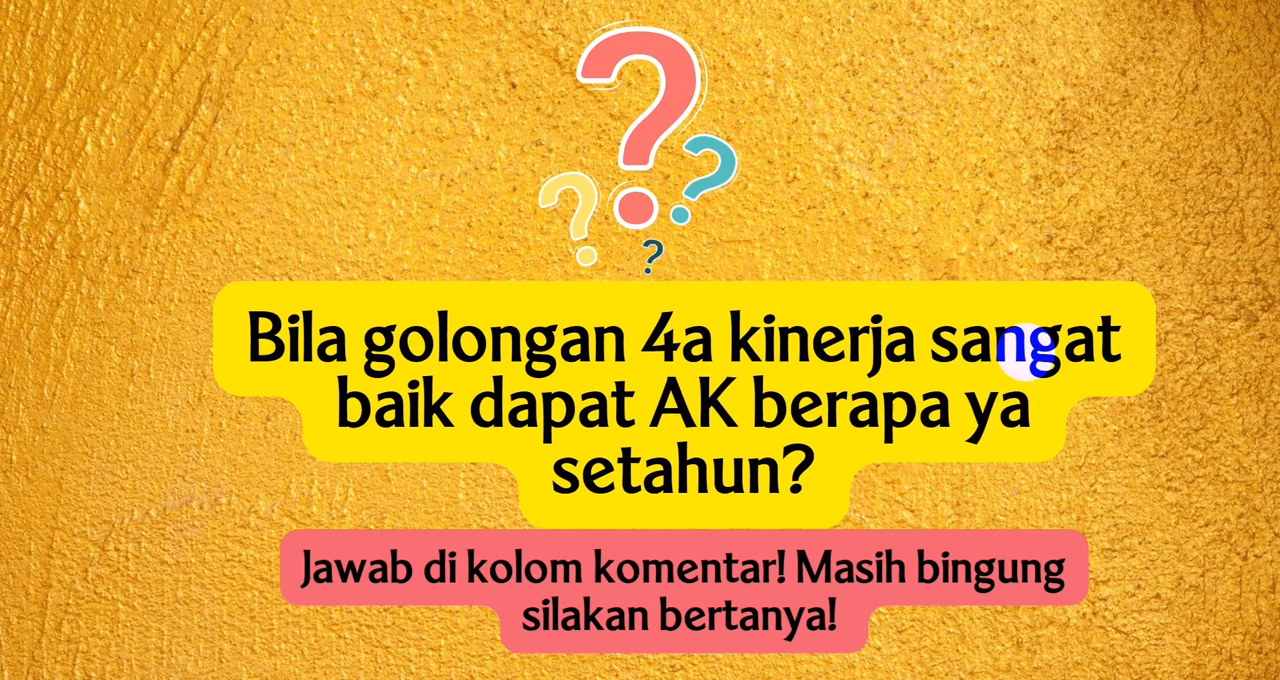 Bila golongan 4a kinerja sangat
baik dapat AK berapa ya
setahun?
Jawab di kolom komentar! Masih bingung
silakan bertanya!